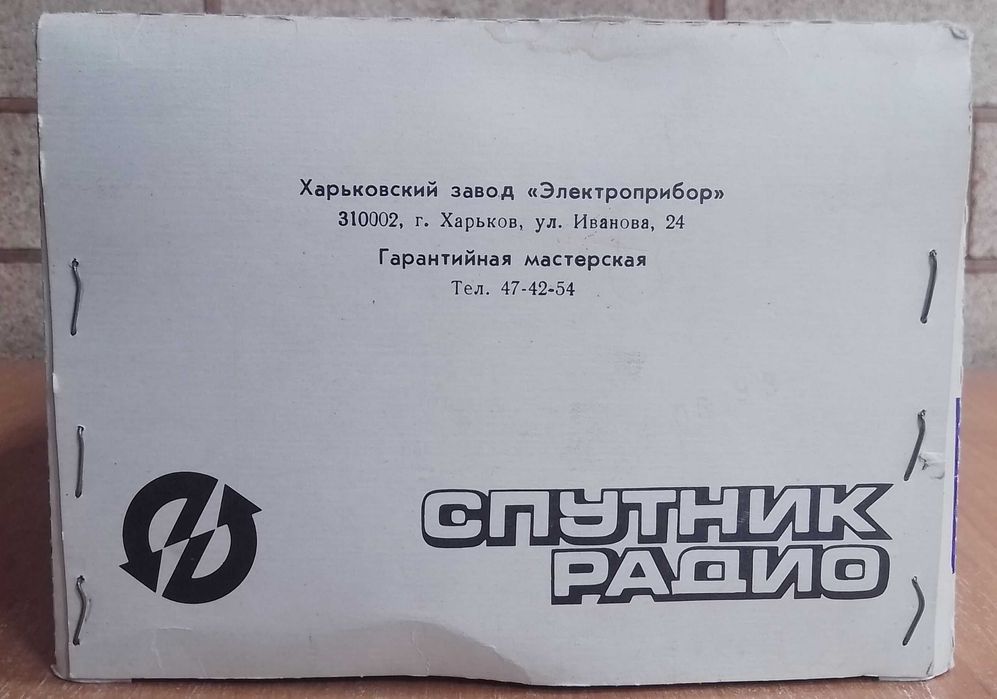 Харьковский завод «Электроприбор»
310002, г. Харьков, ул. Иванова, 24
Гарантийная мастерская
Тел. 47-42-54
СПУТНИК
РАДИО